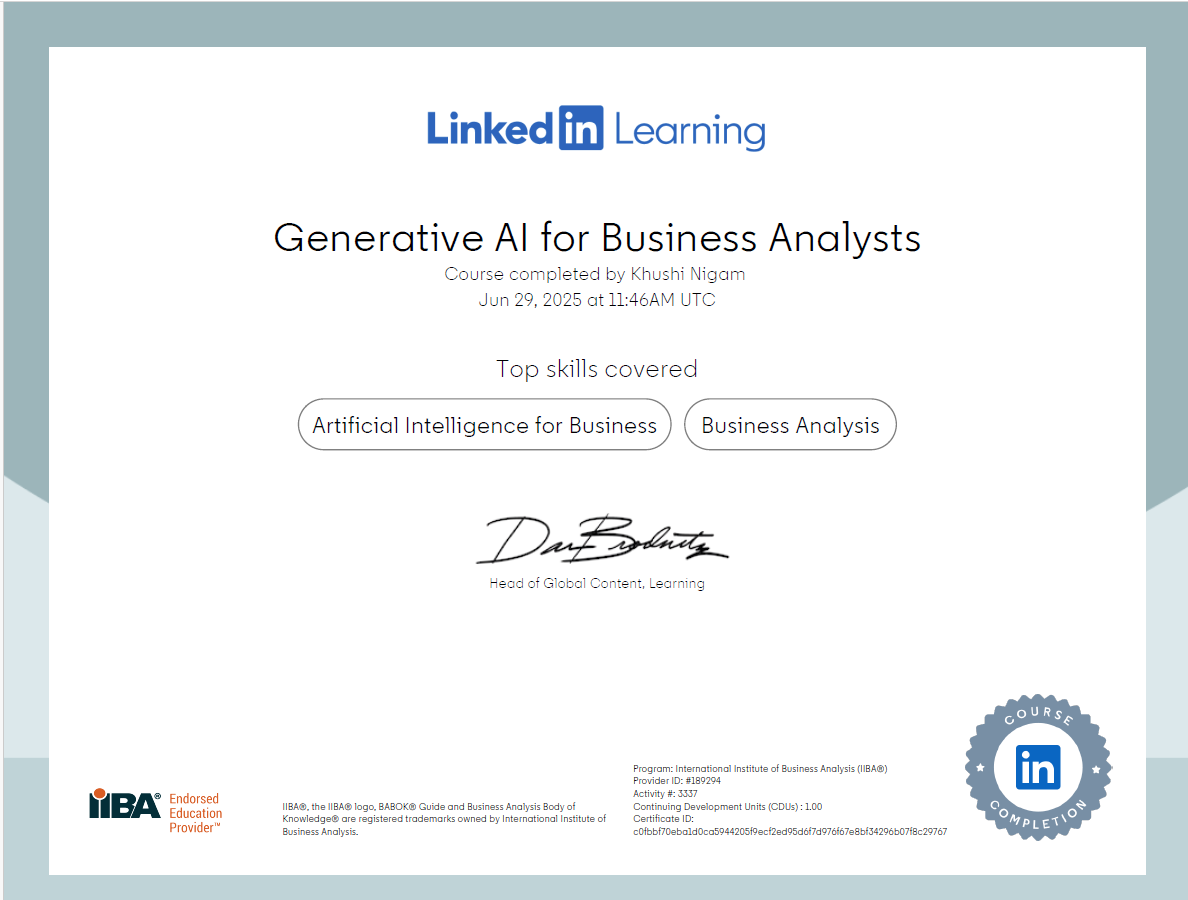 Linked in Learning
Generative AI for Business Analysts
Course completed by Khushi Nigam
Jun 29, 2025 at 11:46AM UTC
Top skills covered
Artificial Intelligence for Business
Business Analysis
Dan Brodnitz
Head of Global Content, Learning
IIBA® Endorsed
Education
Provider™
IIBA®, the IIBA® logo, BABOK® Guide and Business Analysis Body of
Knowledge® are registered trademarks owned by International Institute of
Business Analysis.
Program: International Institute of Business Analysis (IIBA®)
Provider ID: #189294
Activity #: 3337
Continuing Development Units (CDUs) : 1.00
Certificate ID:
c0fbbf70eba1d0ca5944205f9ecf2ed95d6f7d976f67e8bf34296b07f8c29767
COURSE
in
COMPLETION